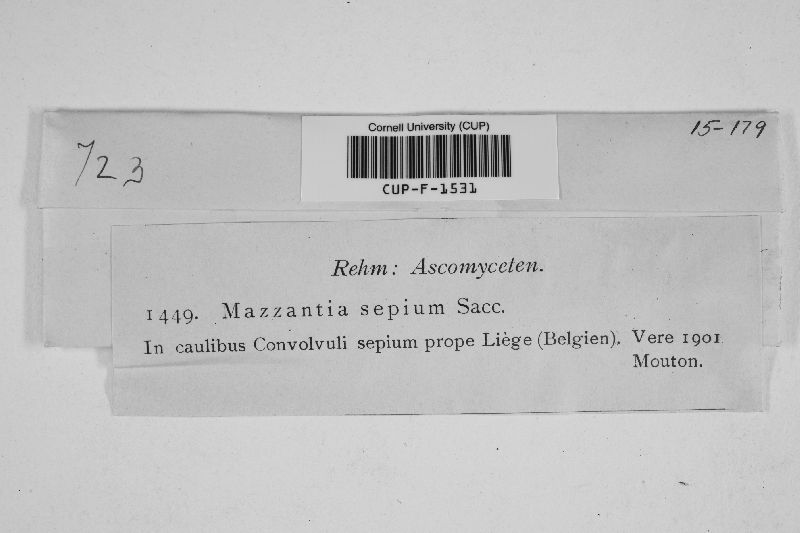 723
Cornell University (CUP)
CUP-F-1531
15-179
Rehm: Ascomyceten.
1449. Mazzantia sepium Sacc.
In caulibus Convolvuli sepium prope Liège (Belgien). Vere 1901
Mouton.